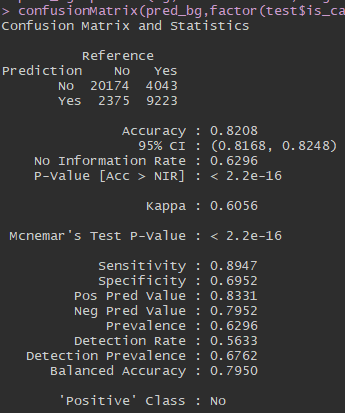 > confusionMatrix(pred_bg,factor(test$is_ca
Confusion Matrix and Statistics
Reference
Prediction No Yes
No 20174 4043
Yes 2375 9223
Accuracy : 0.8208
95% CI : (0.8168, 0.8248)
No Information Rate : 0.6296
P-Value [Acc > NIR] : < 2.2e-16
Kappa : 0.6056
Mcnemar's Test P-Value : < 2.2e-16
Sensitivity : 0.8947
Specificity : 0.6952
Pos Pred Value : 0.8331
Neg Pred Value : 0.7952
Prevalence : 0.6296
Detection Rate : 0.5633
Detection Prevalence : 0.6762
Balanced Accuracy : 0.7950
'Positive' Class : No